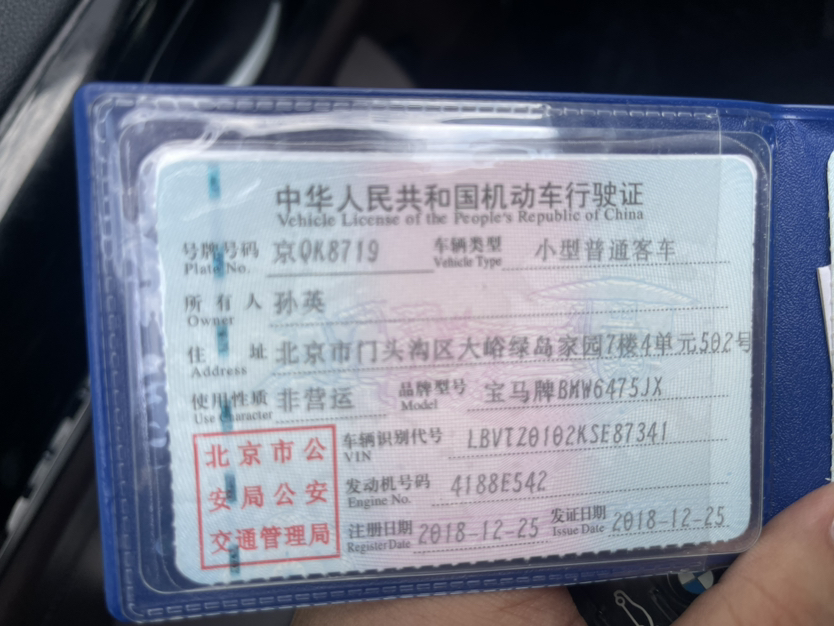 中华人民共和国机动车行驶证
Vehicle License of the People's Republic of China
号牌号码 京QK8719 车辆类型 小型普通客车
Plate No. Vehicle Type
所有人 孙英
Owner
住址 北京市门头沟区大峪绿岛家园7楼4单元502号
Address
使用性质 非营运 品牌型号 宝马牌BMW6475JX
Use Character Model
北京市公安局公安交通管理局
车辆识别代号 LBVTZ0102KSE87341
VIN
发动机号码 4188E542
Engine No.
注册日期 2018-12-25 发证日期 2018-12-25
Register Date Issue Date